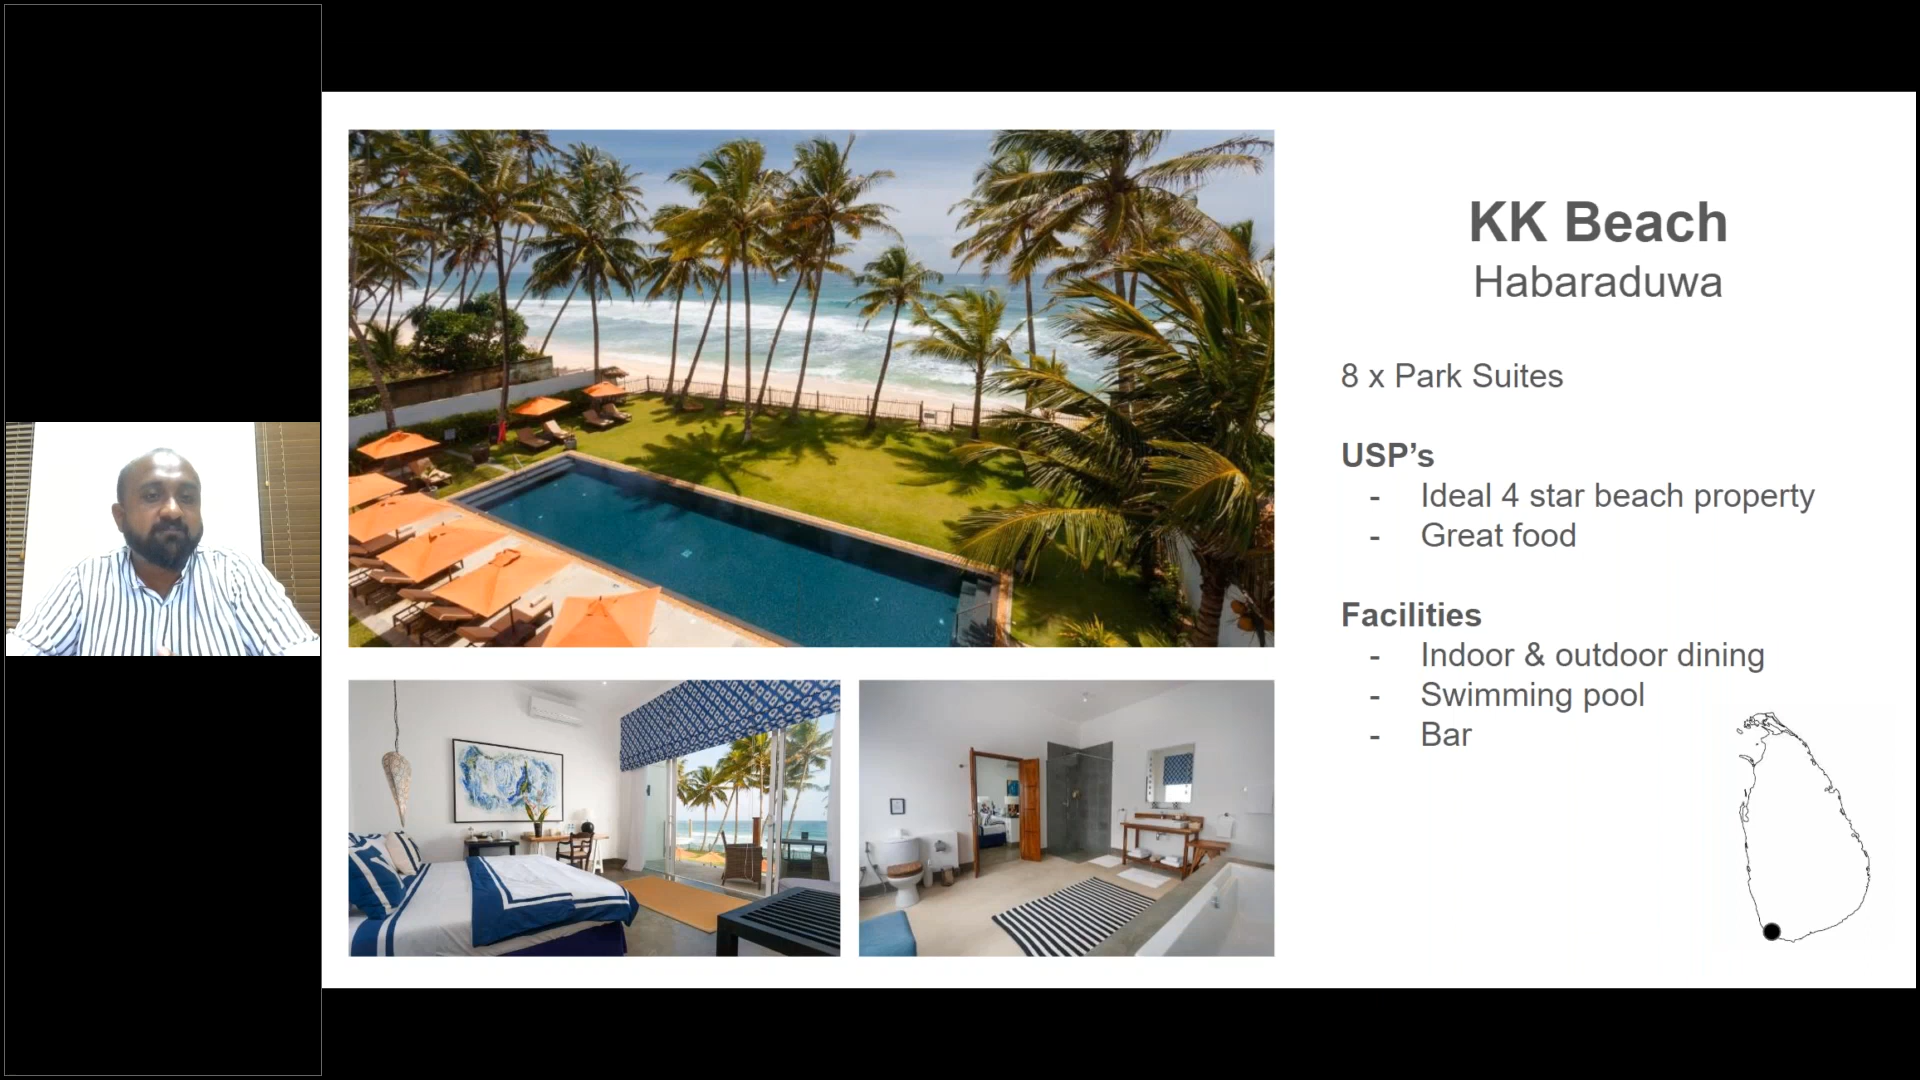 KK Beach
Habaraduwa
8 x Park Suites
USP’s
- Ideal 4 star beach property
- Great food
Facilities
- Indoor & outdoor dining
- Swimming pool
- Bar